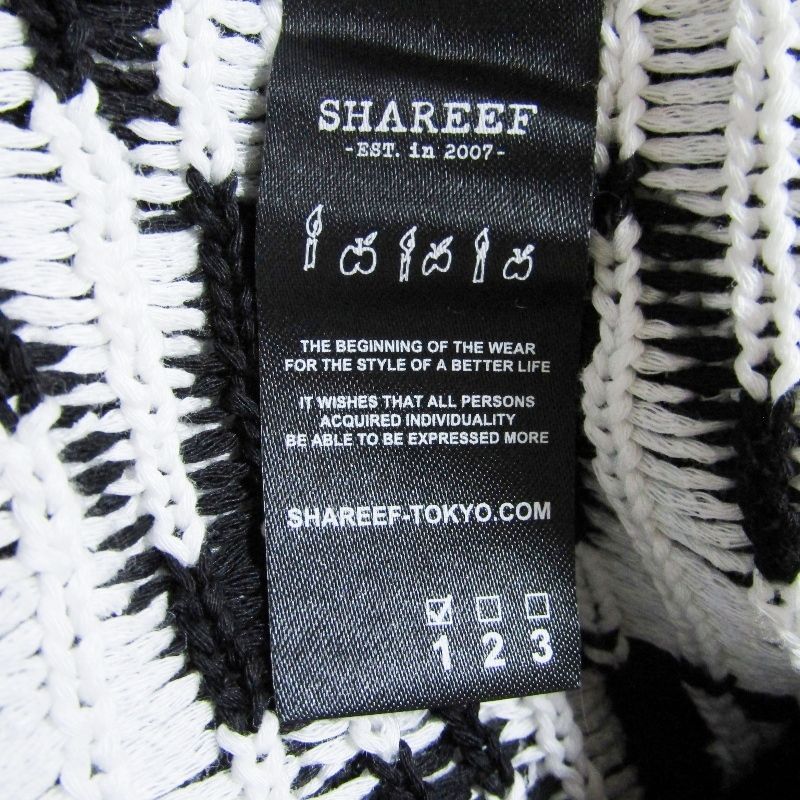 SHAREEF
-EST. in 2007-
THE BEGINNING OF THE WEAR
FOR THE STYLE OF A BETTER LIFE
IT WISHES THAT ALL PERSONS
ACQUIRED INDIVIDUALITY
BE ABLE TO BE EXPRESSED MORE
SHAREEF-TOKYO.COM
1 2 3